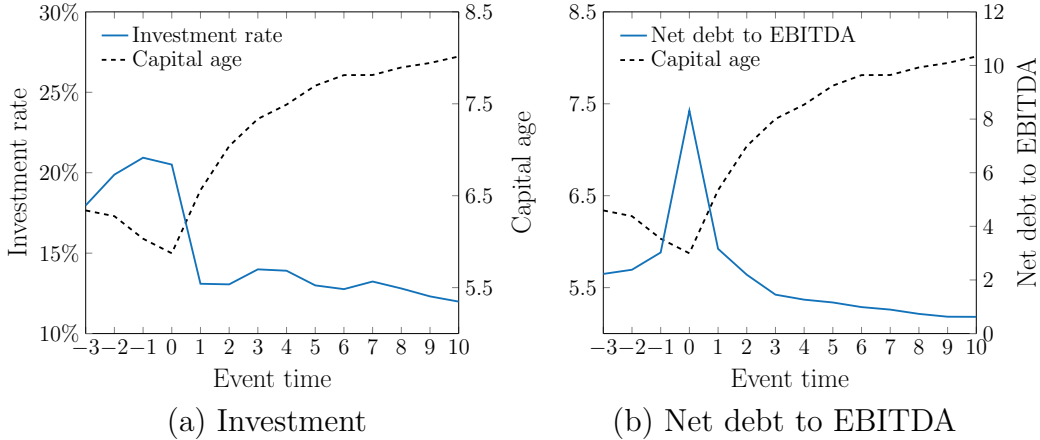 30%
25%
20%
15%
10%
Investment rate
8.5
7.5
6.5
5.5
Capital age
Investment rate
Capital age
−3 −2 −1 0 1 2 3 4 5 6 7 8 9 10
Event time
(a) Investment
8.5
7.5
6.5
5.5
12
10
8
6
4
2
0
Net debt to EBITDA
Net debt to EBITDA
Capital age
−3 −2 −1 0 1 2 3 4 5 6 7 8 9 10
Event time
(b) Net debt to EBITDA